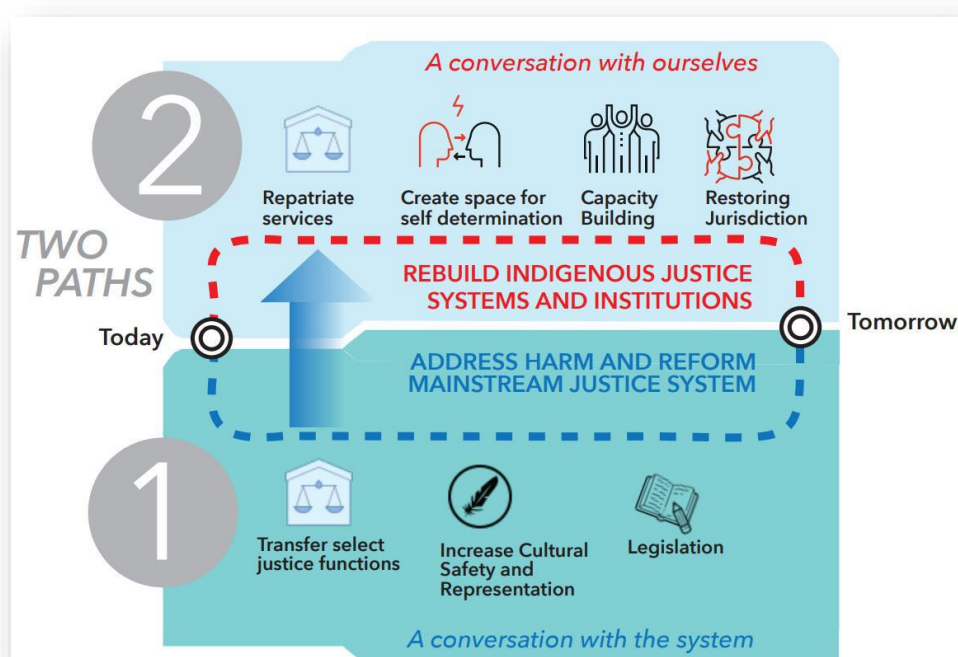 A conversation with ourselves
2
Repatriate
services
Create space for
self determination
Capacity
Building
Restoring
Jurisdiction
TWO
PATHS
REBUILD INDIGENOUS JUSTICE
SYSTEMS AND INSTITUTIONS
Today
Tomorrow
ADDRESS HARM AND REFORM
MAINSTREAM JUSTICE SYSTEM
1
Transfer select
justice functions
Increase Cultural
Safety and
Representation
Legislation
A conversation with the system